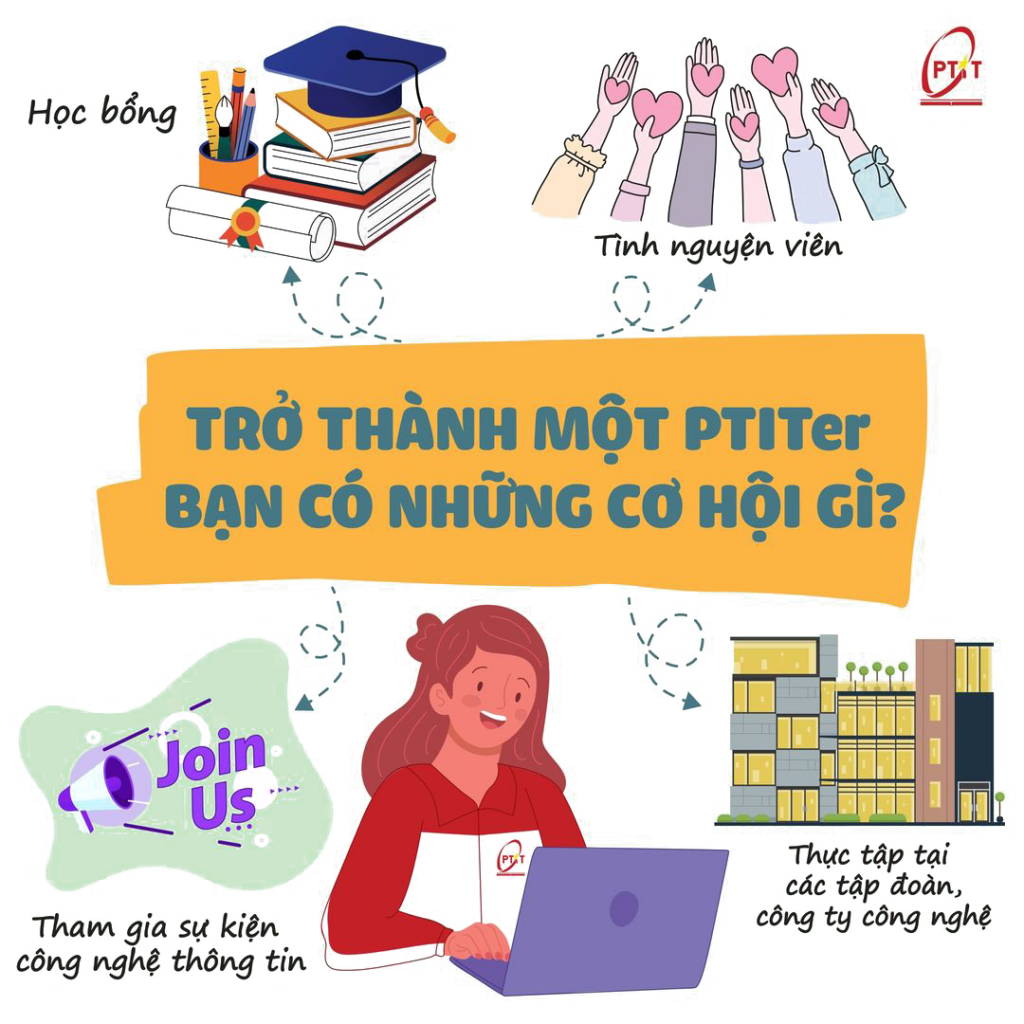 Học bổng
PTIT
Tình nguyện viên
TRỞ THÀNH MỘT PTITer
BẠN CÓ NHỮNG CƠ HỘI GÌ?
Join
Us
PTIT
Tham gia sự kiện
công nghệ thông tin
Thực tập tại
các tập đoàn,
công ty công nghệ